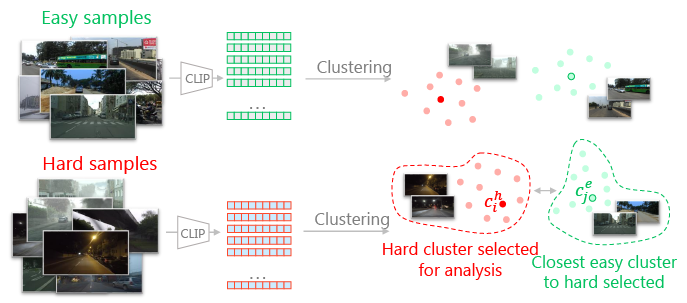 Easy samples
CLIP
...
Clustering
Hard samples
CLIP
...
Clustering
c_i^h
c_j^e
Hard cluster selected
for analysis
Closest easy cluster
to hard selected